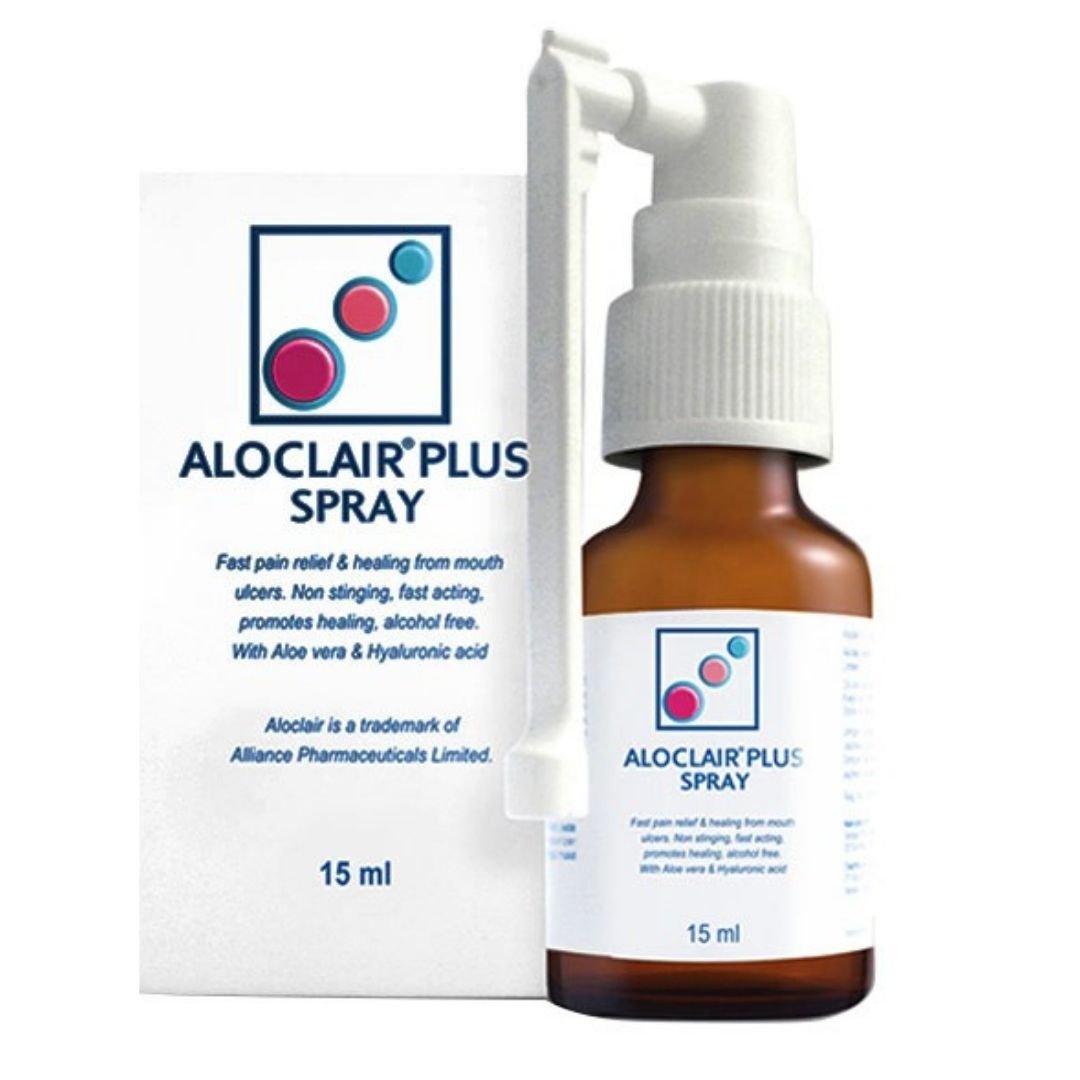 ALOCLAIR® PLUS
SPRAY
Fast pain relief & healing from mouth
ulcers. Non stinging, fast acting,
promotes healing, alcohol free.
With Aloe vera & Hyaluronic acid
Aloclair is a trademark of
Alliance Pharmaceuticals Limited.
15 ml
ALOCLAIR® PLUS
SPRAY
Fast pain relief & healing from mouth
ulcers. Non stinging, fast acting,
promotes healing, alcohol free.
With Aloe vera & Hyaluronic acid
15 ml